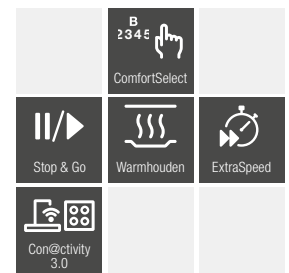 B
2345
ComfortSelect
Stop & Go
Warmhouden
ExtraSpeed
Con@ctivity
3.0